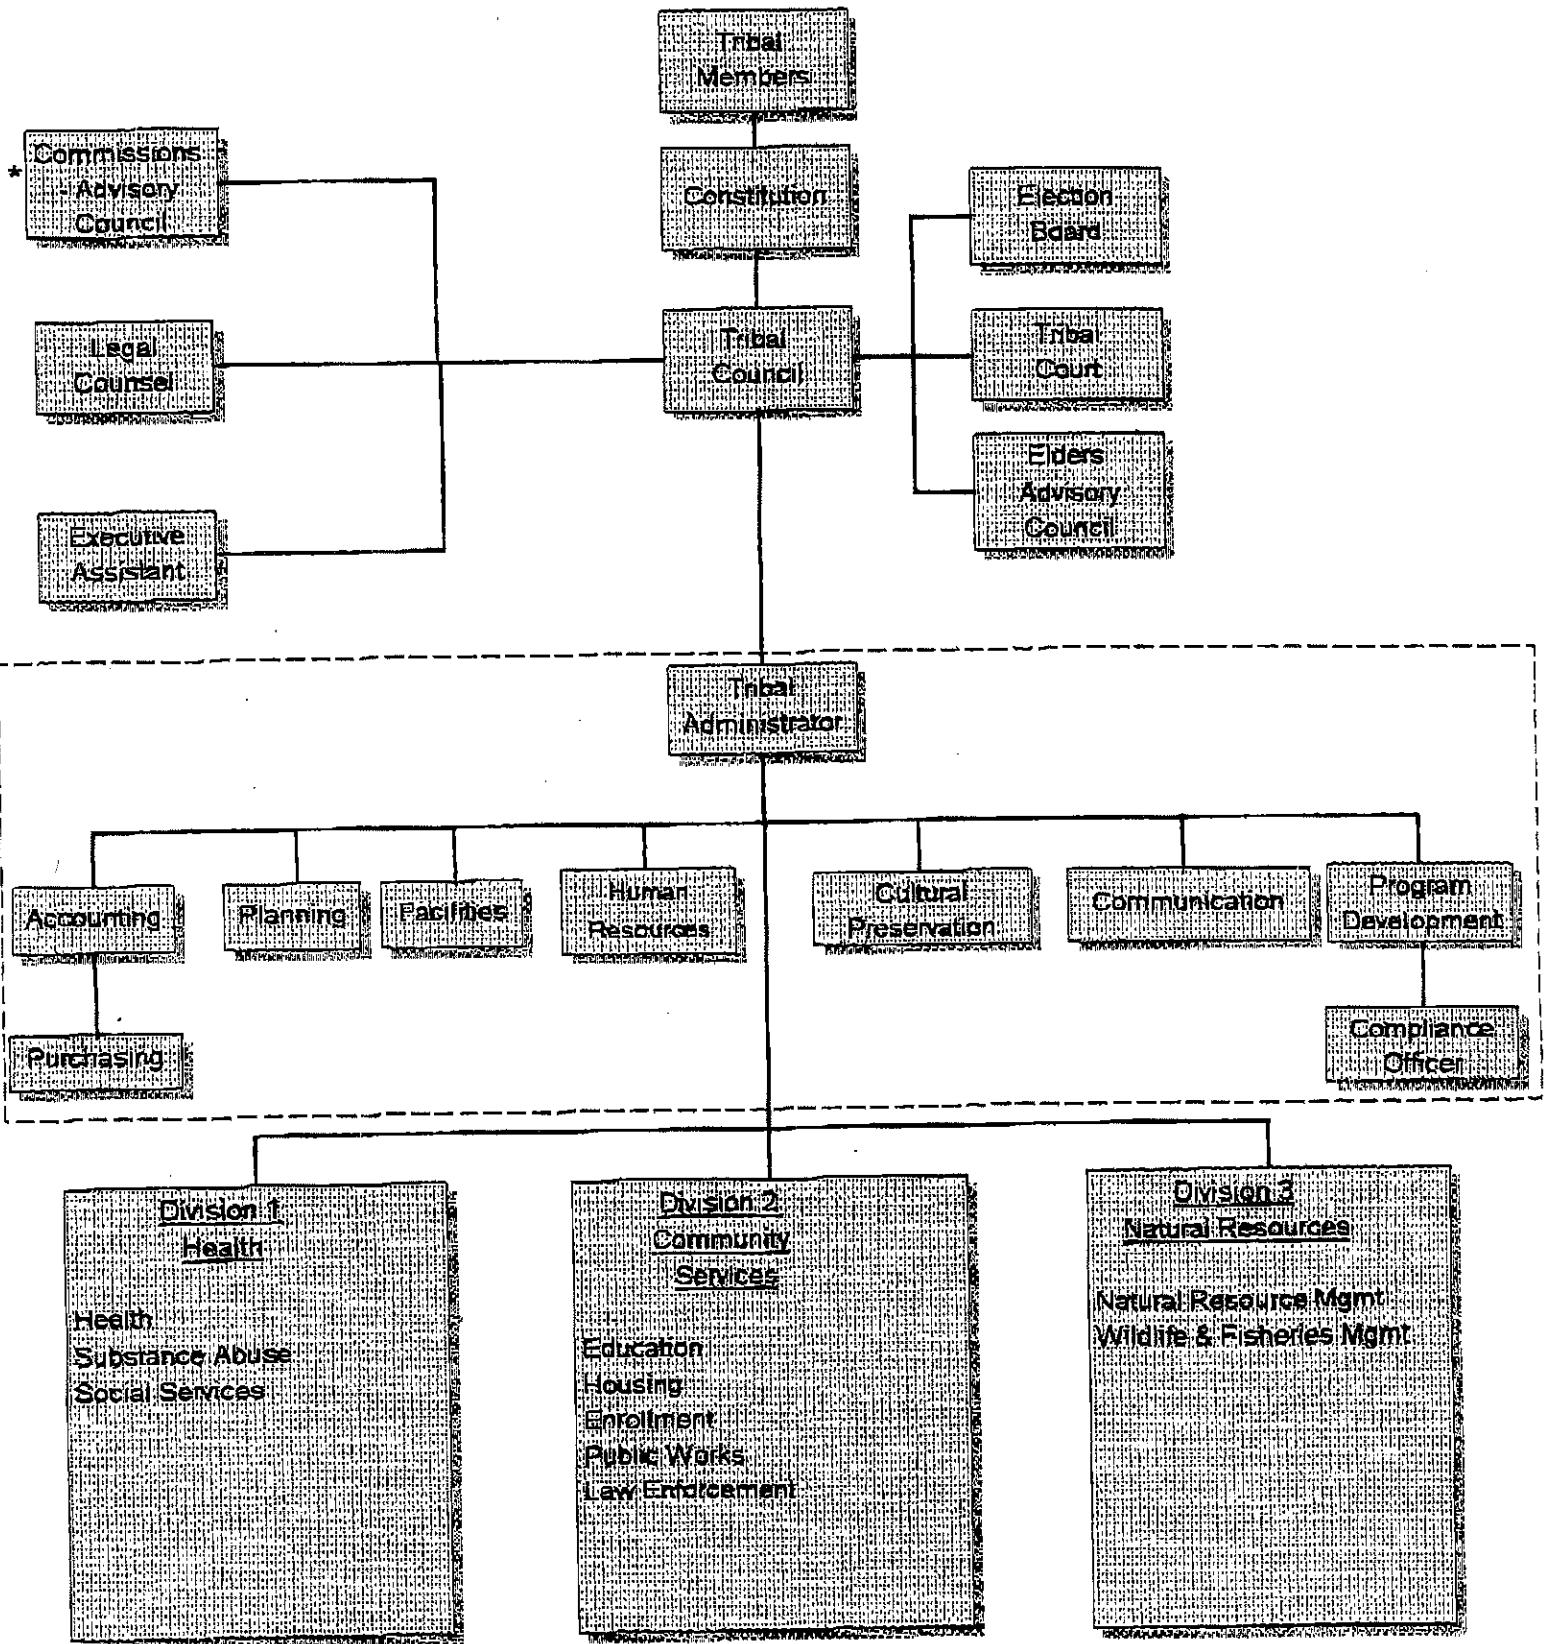 Tribal
Members
*
Commissions
- Advisory
Council
Constitution
Election
Board
Legal
Counsel
Tribal
Council
Tribal
Court
Elders
Advisory
Council
Executive
Assistant
Tribal
Administrator
Accounting
Planning
Facilities
Human
Resources
Cultural
Preservation
Communication
Program
Development
Purchasing
Compliance
Officer
Division 1
Health
Health
Substance Abuse
Social Services
Division 2
Community
Services
Education
Housing
Enrollment
Public Works
Law Enforcement
Division 3
Natural Resources
Natural Resource Mgmt
Wildlife & Fisheries Mgmt